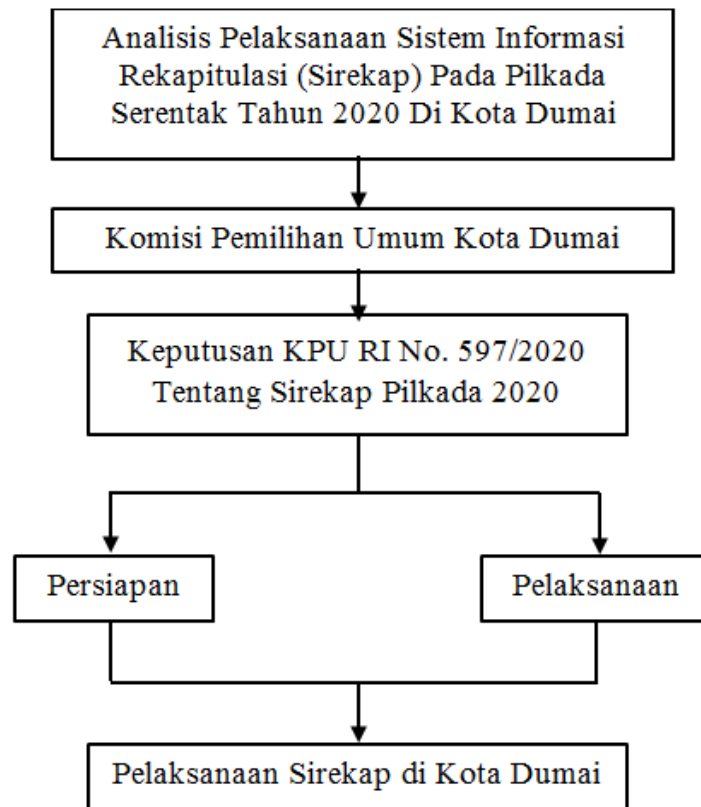 Analisis Pelaksanaan Sistem Informasi
Rekapitulasi (Sirekap) Pada Pilkada
Serentak Tahun 2020 Di Kota Dumai
Komisi Pemilihan Umum Kota Dumai
Keputusan KPU RI No. 597/2020
Tentang Sirekap Pilkada 2020
Persiapan
Pelaksanaan
Pelaksanaan Sirekap di Kota Dumai